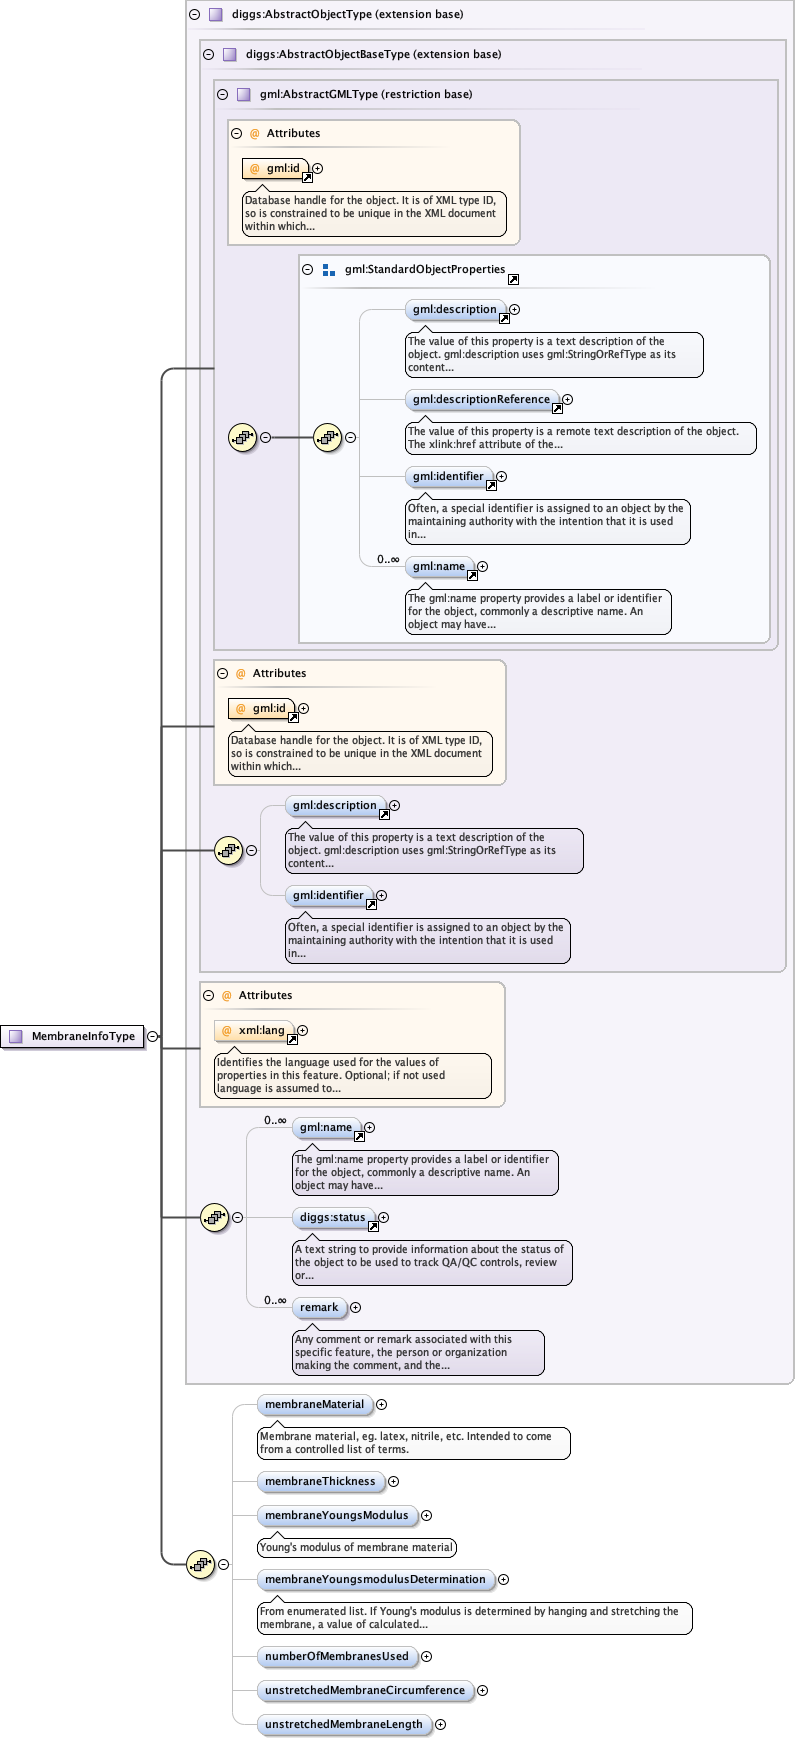 diggs:AbstractObjectType (extension base)
diggs:AbstractObjectBaseType (extension base)
gml:AbstractGMLType (restriction base)
@ Attributes
@ gml:id
Database handle for the object. It is of XML type ID,
so is constrained to be unique in the XML document
within which...
gml:StandardObjectProperties
gml:description
The value of this property is a text description of the
object. gml:description uses gml:StringOrRefType as its
content...
gml:descriptionReference
The value of this property is a remote text description of the object.
The xlink:href attribute of the...
gml:identifier
Often, a special identifier is assigned to an object by the
maintaining authority with the intention that it is used
in...
0..∞
gml:name
The gml:name property provides a label or identifier
for the object, commonly a descriptive name. An
object may have...
@ Attributes
@ gml:id
Database handle for the object. It is of XML type ID,
so is constrained to be unique in the XML document
within which...
gml:description
The value of this property is a text description of the
object. gml:description uses gml:StringOrRefType as its
content...
gml:identifier
Often, a special identifier is assigned to an object by the
maintaining authority with the intention that it is used
in...
@ Attributes
@ xml:lang
Identifies the language used for the values of
properties in this feature. Optional; if not used
language is assumed to...
MembraneInfoType
0..∞
gml:name
The gml:name property provides a label or identifier
for the object, commonly a descriptive name. An
object may have...
diggs:status
A text string to provide information about the status of
the object to be used to track QA/QC controls, review
or...
0..∞
remark
Any comment or remark associated with this
specific feature, the person or organization
making the comment, and the...
membraneMaterial
Membrane material, eg. latex, nitrile, etc. Intended to come
from a controlled list of terms.
membraneThickness
membraneYoungsModulus
Young's modulus of membrane material
membraneYoungsmodulusDetermination
From enumerated list. If Young's modulus is determined by hanging and stretching the
membrane, a value of calculated...
numberOfMembranesUsed
unstretchedMembraneCircumference
unstretchedMembraneLength